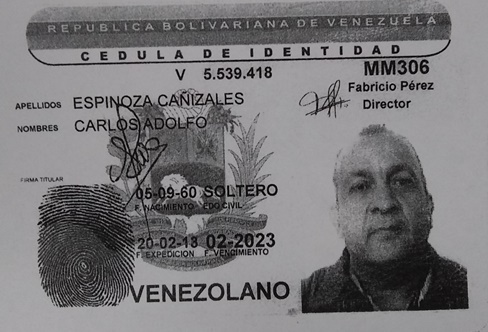 REPUBLICA BOLIVARIANA DE VENEZUELA
CEDULA DE IDENTIDAD
V 5.539.418
MM306
Fabricio Pérez
Director
APELLIDOS ESPINOZA CAÑIZALES
NOMBRES CARLOS ADOLFO
FIRMA TITULAR
05-09-60 SOLTERO
F. NACIMIENTO EDO CIVIL
20-02-13 02-2023
F. EXPEDICION F. VENCIMIENTO
VENEZOLANO